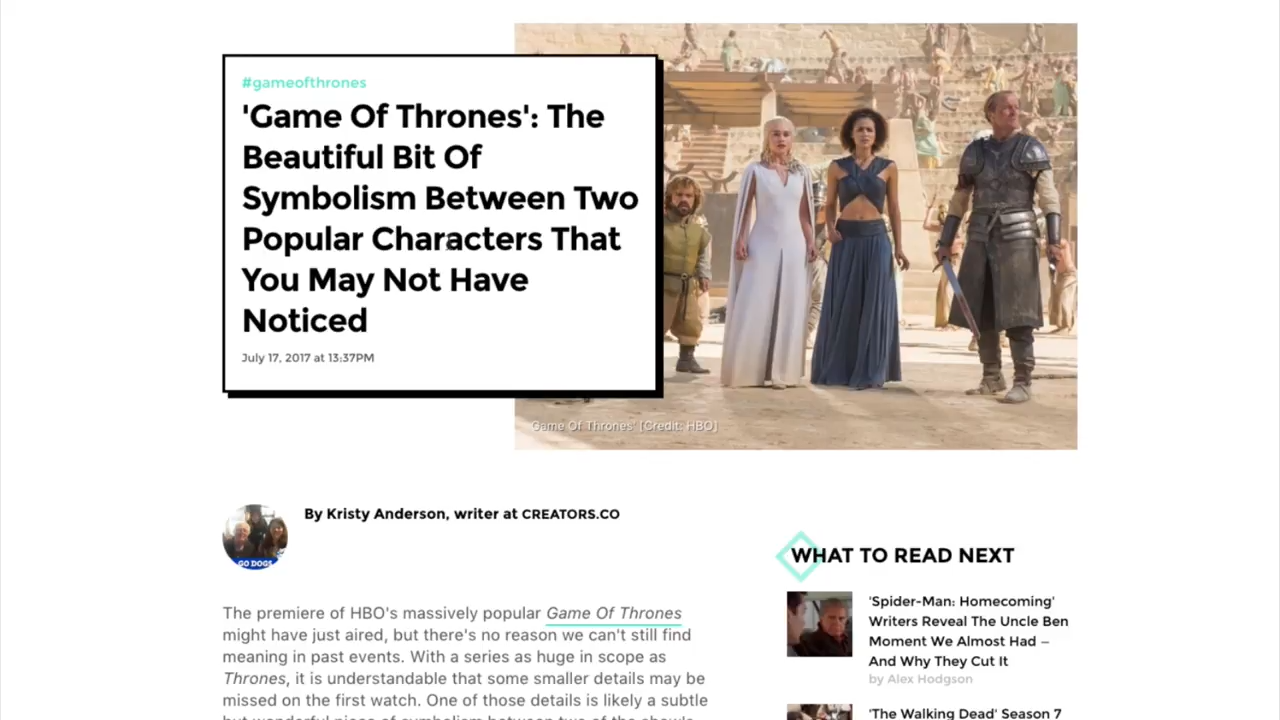 #gameofthrones
'Game Of Thrones': The
Beautiful Bit Of
Symbolism Between Two
Popular Characters That
You May Not Have
Noticed
July 17, 2017 at 13:37PM
Game Of Thrones' [Credit: HBO]
GO DOGS
By Kristy Anderson, writer at CREATORS.CO
The premiere of HBO's massively popular Game Of Thrones
might have just aired, but there's no reason we can't still find
meaning in past events. With a series as huge in scope as
Thrones, it is understandable that some smaller details may be
missed on the first watch. One of those details is likely a subtle
but wonderful piece of symbolism between two of the show's
WHAT TO READ NEXT
'Spider-Man: Homecoming'
Writers Reveal The Uncle Ben
Moment We Almost Had –
And Why They Cut It
by Alex Hodgson
'The Walking Dead' Season 7